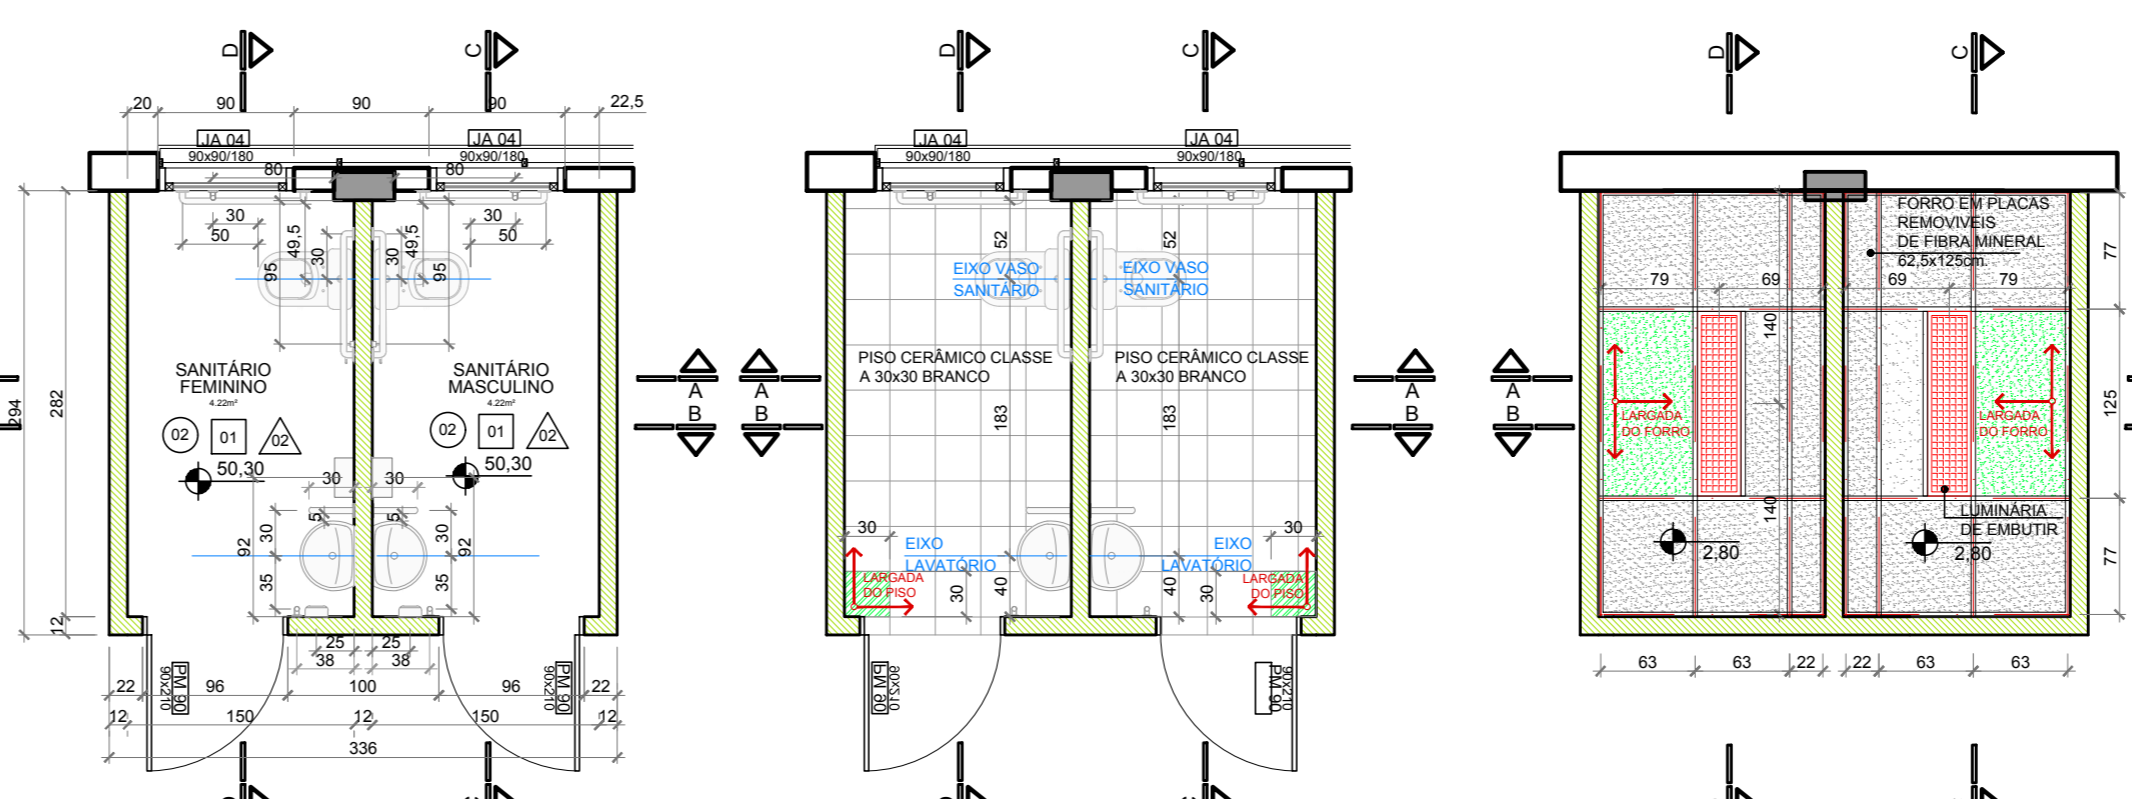 D
C
20
90
90
90
22,5
JA 04
JA 04
90x90/180
90x90/180
80
80
30
50
30
50
49,5
30
30
49,5
95
95
SANITÁRIO
FEMININO
4.22m²
SANITÁRIO
MASCULINO
4.22m²
02
01
02
02
01
02
50,30
50,30
294
282
12
30
30
5
5
30
30
92
92
35
35
25
25
38
38
PM 90
90x210
PM 90
90x210
22
96
100
96
22
12
150
12
150
12
336
A
B
D
C
JA 04
JA 04
90x90/180
90x90/180
52
52
EIXO VASO
SANITÁRIO
EIXO VASO
SANITÁRIO
PISO CERÂMICO CLASSE
A 30x30 BRANCO
PISO CERÂMICO CLASSE
A 30x30 BRANCO
183
183
30
30
EIXO
LAVATÓRIO
EIXO
LAVATÓRIO
LARGADA
DO PISO
LARGADA
DO PISO
30
40
40
30
PM 90
90x210
PM 90
90x210
A
B
A
B
D
C
FORRO EM PLACAS
REMOVIVEIS
DE FIBRA MINERAL
62,5x125cm.
79
69
69
79
77
140
125
LARGADA
DO FORRO
LARGADA
DO FORRO
140
LUMINÁRIA
DE EMBUTIR
2,80
2,80
77
63
63
22
22
63
63
A
B